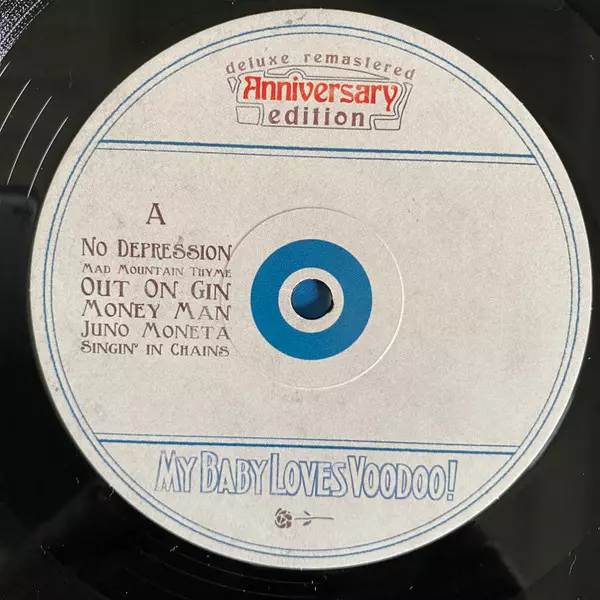 deluxe remastered
Anniversary
edition
A
No Depression
Mad Mountain Thyme
Out On Gin
Money Man
Juno Moneta
Singin' in Chains
My Baby Loves Voodoo!